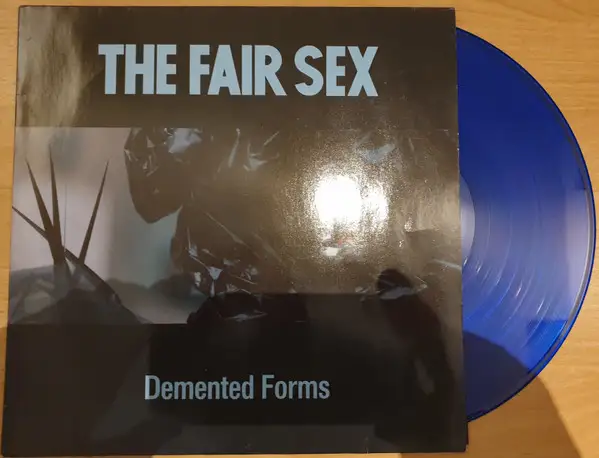 THE FAIR SEX
Demented Forms